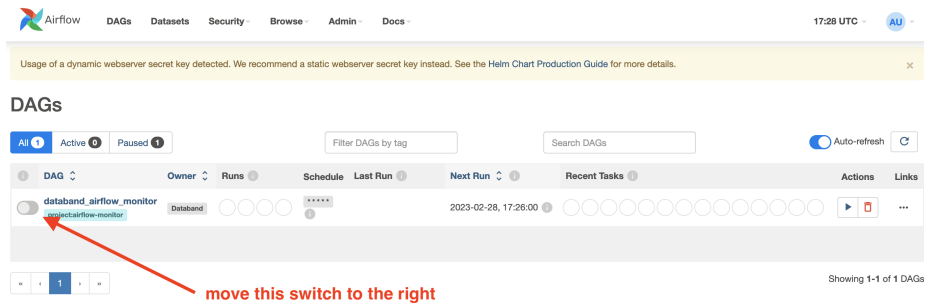 Airflow DAGs Datasets Security Browse Admin Docs 17:28 UTC AU
Usage of a dynamic webserver secret key detected. We recommend a static webserver secret key instead. See the Helm Chart Production Guide for more details. ×
DAGs
All 1 Active 0 Paused 1 Filter DAGs by tag Search DAGs Auto-refresh
i DAG Owner Runs i Schedule Last Run i Next Run i Recent Tasks i Actions Links
databand_airflow_monitor Databand * * * * * i 2023-02-28, 17:26:00 i ...
project:airflow-monitor
« ‹ 1 › » Showing 1-1 of 1 DAGs
move this switch to the right